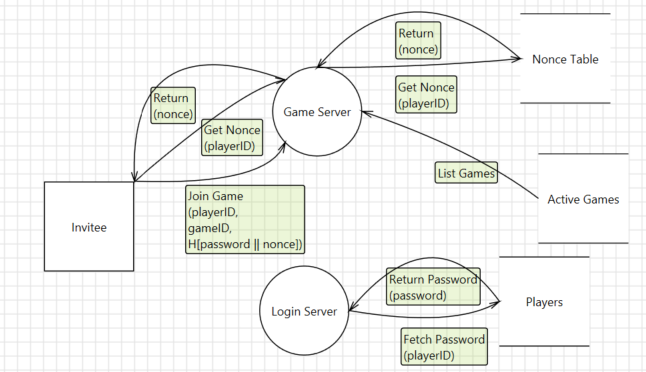 Return
(nonce)
Nonce Table
Get Nonce
(playerID)
Return
(nonce)
Game Server
Get Nonce
(playerID)
List Games
Active Games
Join Game
(playerID,
gameID,
H[password || nonce])
Invitee
Return Password
(password)
Players
Login Server
Fetch Password
(playerID)